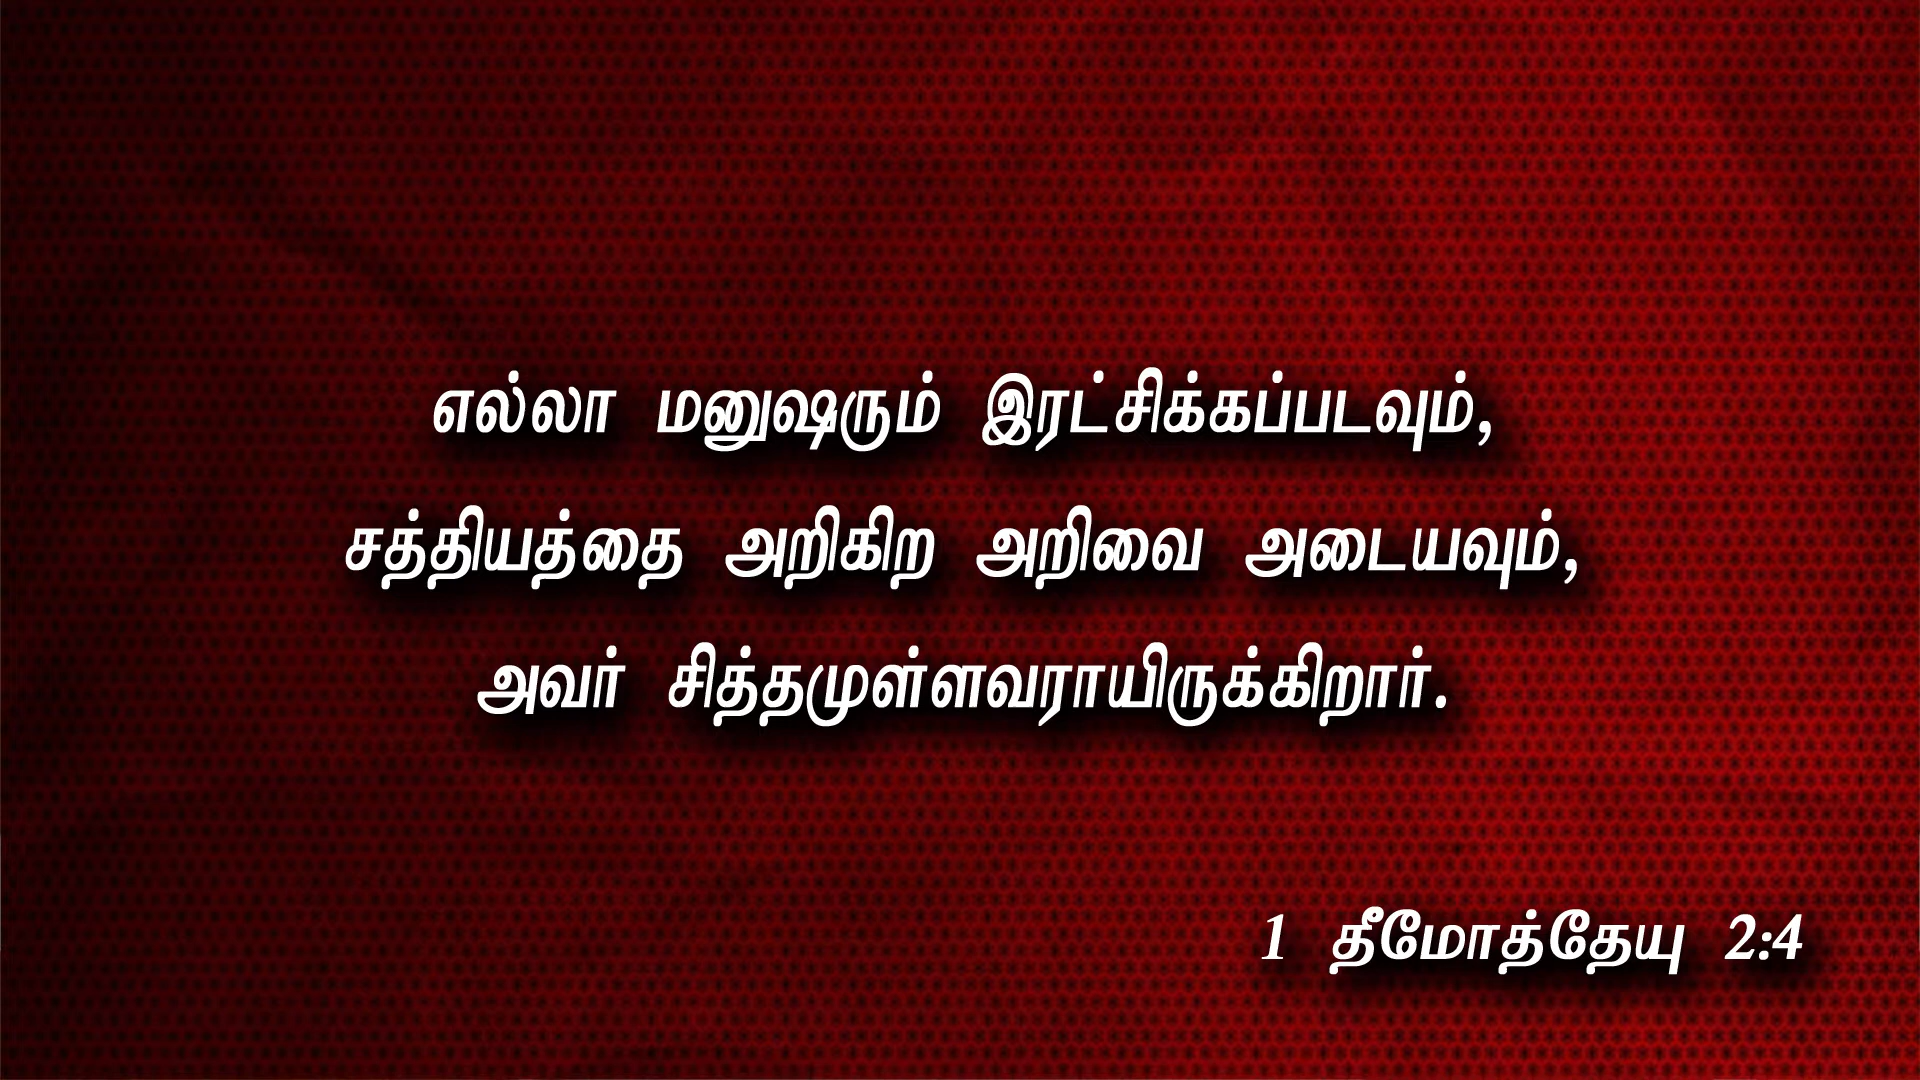 எல்லா மனுஷரும் இரட்சிக்கப்படவும்,
சத்தியத்தை அறிகிற அறிவை அடையவும்,
அவர் சித்தமுள்ளவராயிருக்கிறார்.
1 தீமோத்தேயு 2:4